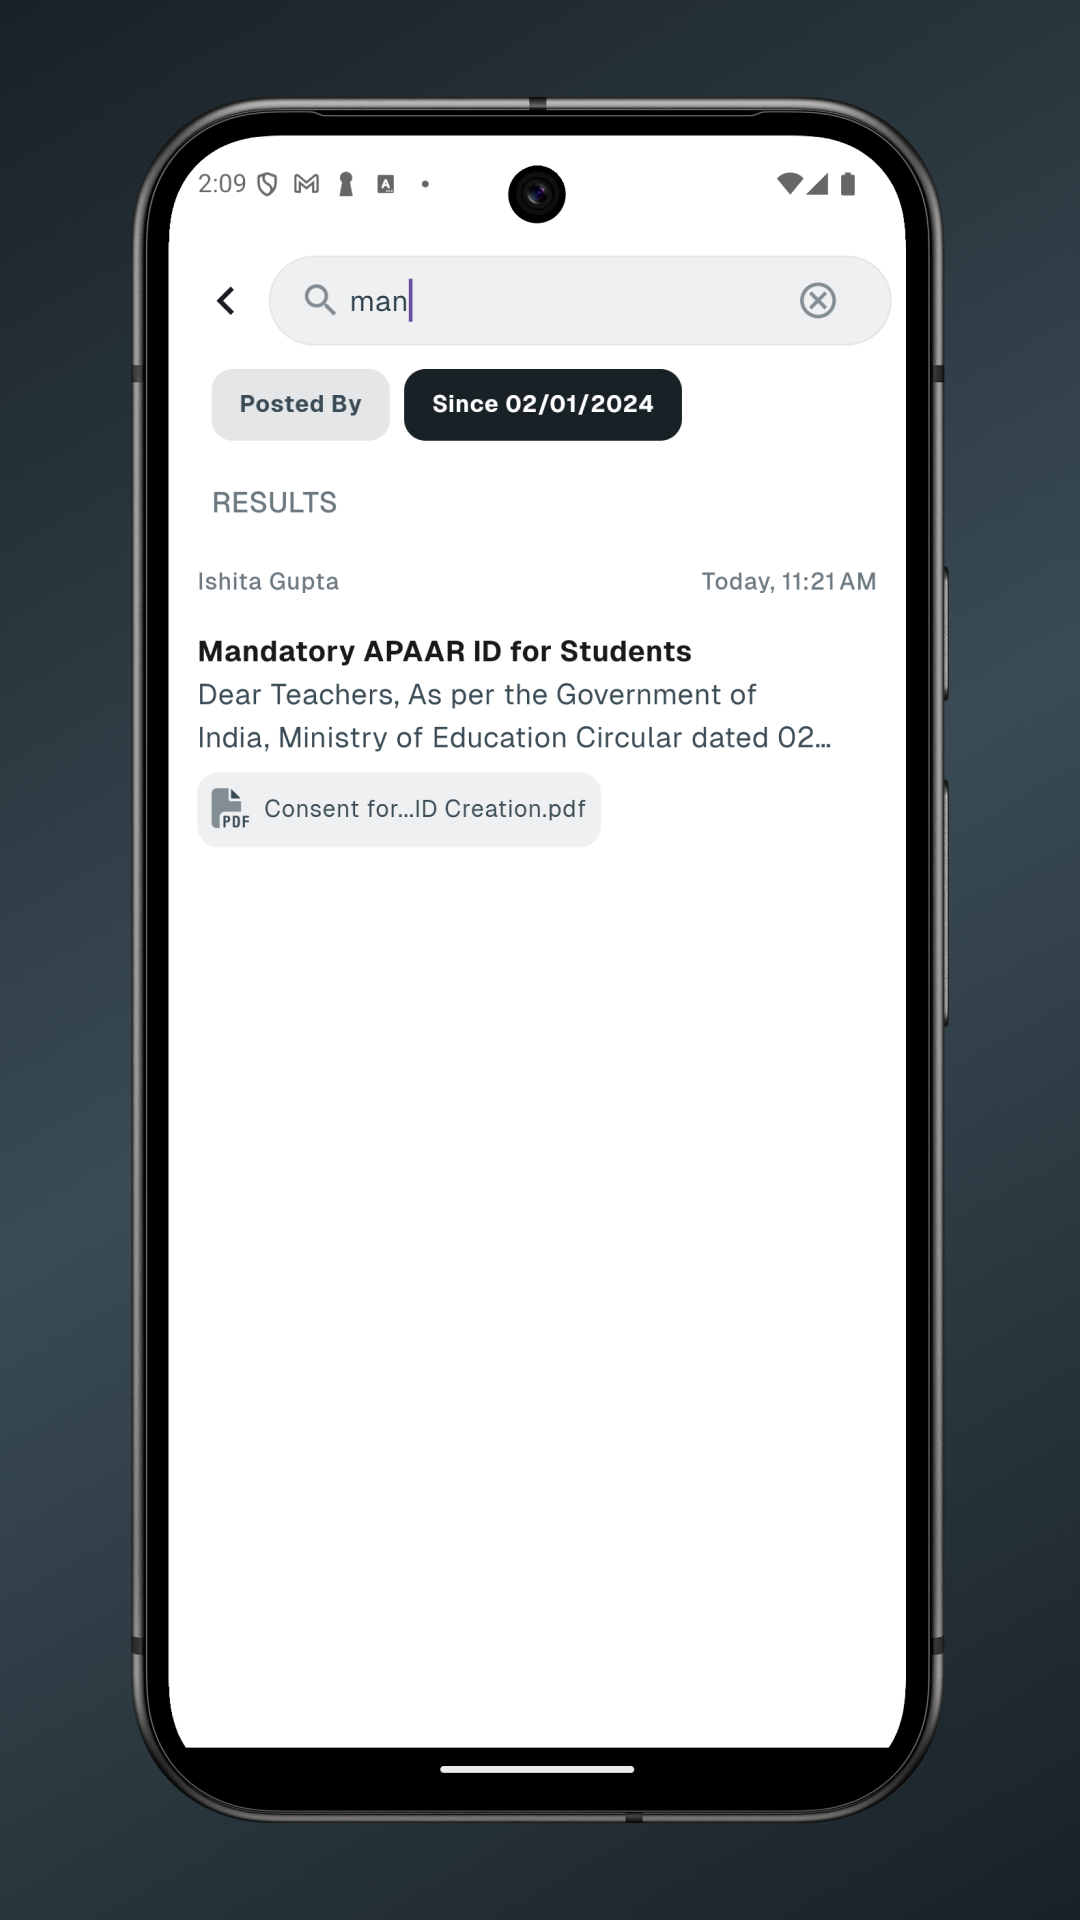 2:09
man
Posted By
Since 02/01/2024
RESULTS
Ishita Gupta
Today, 11:21 AM
Mandatory APAAR ID for Students
Dear Teachers, As per the Government of
India, Ministry of Education Circular dated 02...
PDF
Consent for...ID Creation.pdf